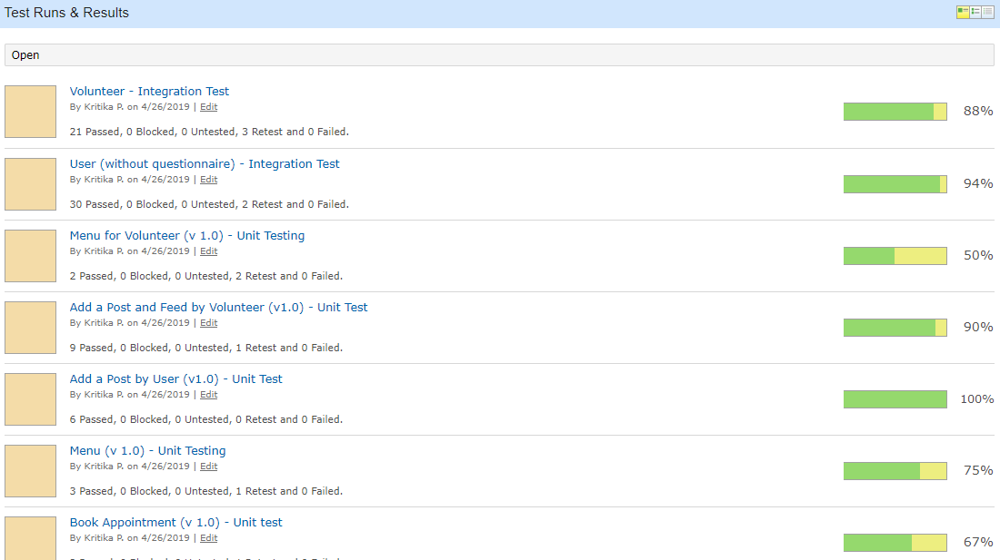 Test Runs & Results
Open
Volunteer - Integration Test
By Kritika P. on 4/26/2019 | Edit
21 Passed, 0 Blocked, 0 Untested, 3 Retest and 0 Failed.
88%
User (without questionnaire) - Integration Test
By Kritika P. on 4/26/2019 | Edit
30 Passed, 0 Blocked, 0 Untested, 2 Retest and 0 Failed.
94%
Menu for Volunteer (v 1.0) - Unit Testing
By Kritika P. on 4/26/2019 | Edit
2 Passed, 0 Blocked, 0 Untested, 2 Retest and 0 Failed.
50%
Add a Post and Feed by Volunteer (v1.0) - Unit Test
By Kritika P. on 4/26/2019 | Edit
9 Passed, 0 Blocked, 0 Untested, 1 Retest and 0 Failed.
90%
Add a Post by User (v1.0) - Unit Test
By Kritika P. on 4/26/2019 | Edit
6 Passed, 0 Blocked, 0 Untested, 0 Retest and 0 Failed.
100%
Menu (v 1.0) - Unit Testing
By Kritika P. on 4/26/2019 | Edit
3 Passed, 0 Blocked, 0 Untested, 1 Retest and 0 Failed.
75%
Book Appointment (v 1.0) - Unit test
By Kritika P. on 4/26/2019 | Edit
67%